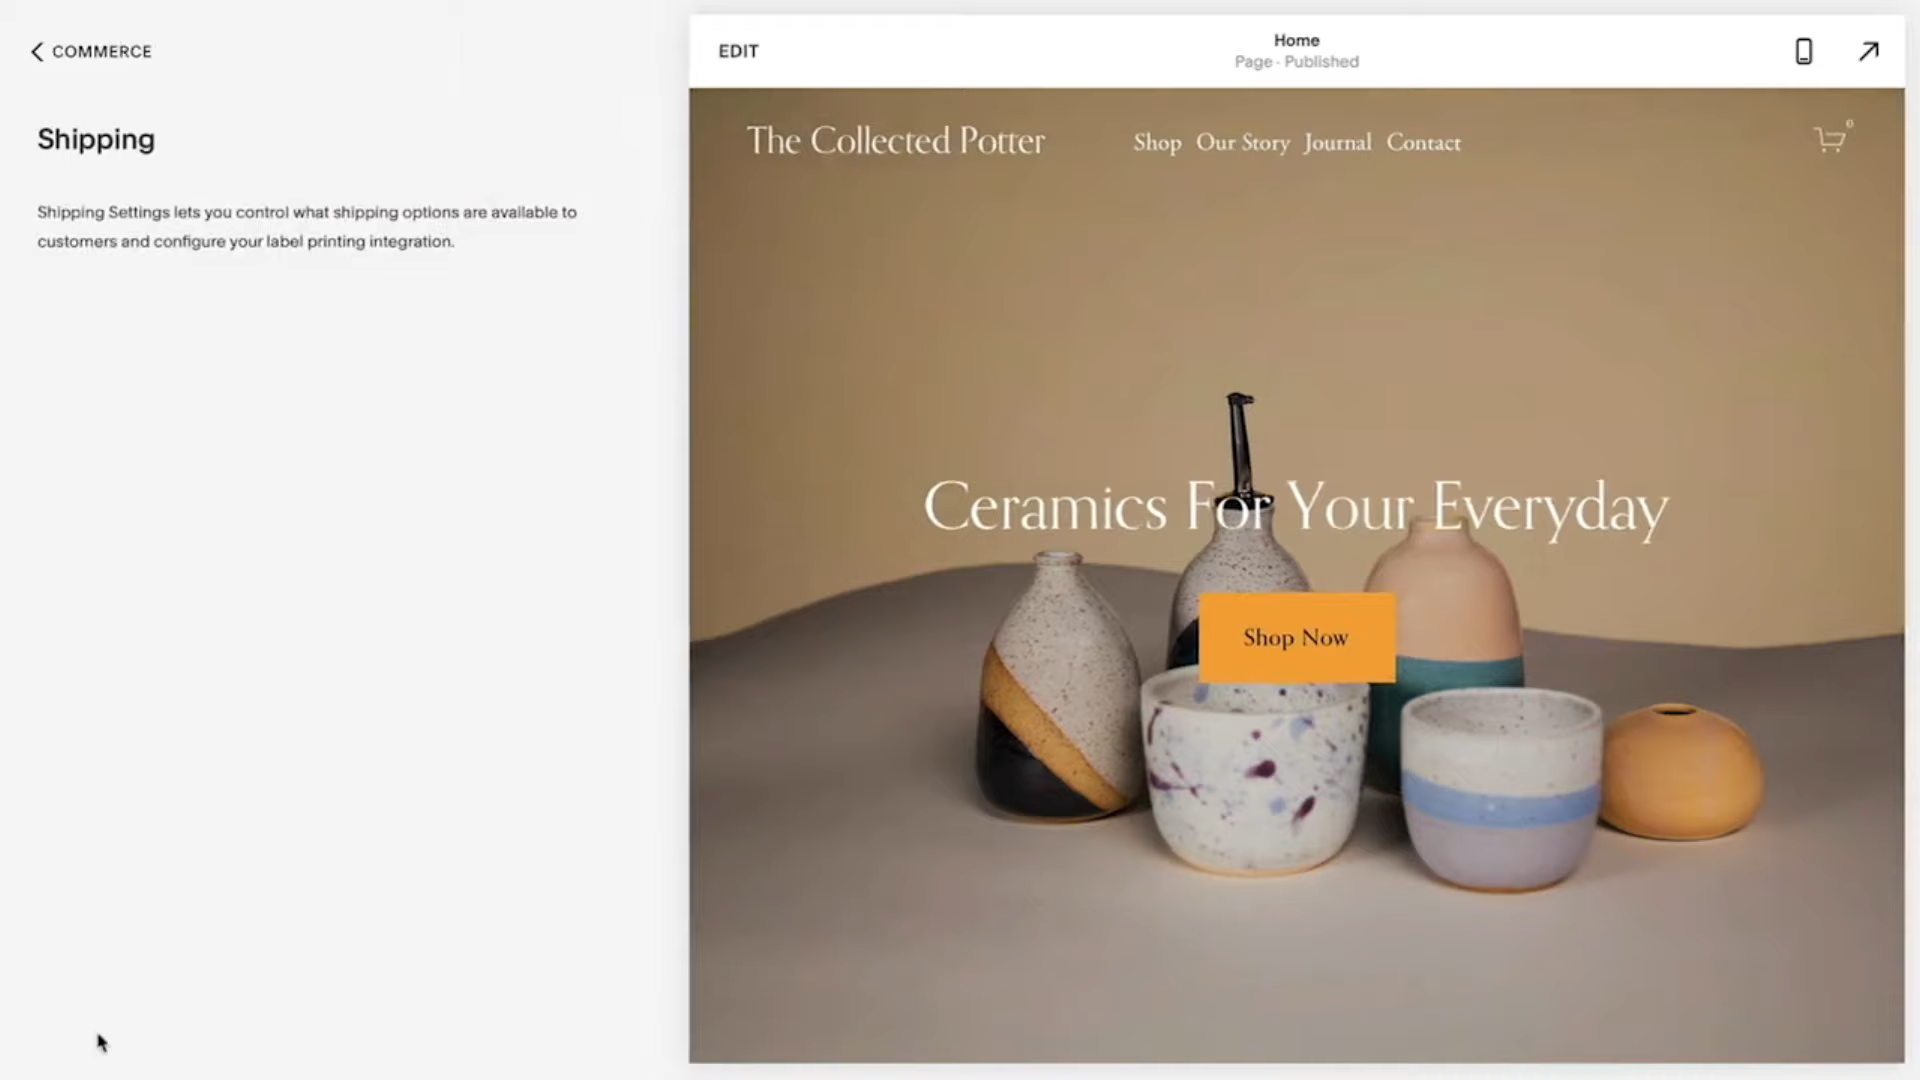 COMMERCE
Shipping
Shipping Settings lets you control what shipping options are available to
customers and configure your label printing integration.
EDIT
Home
Page · Published
The Collected Potter
Shop Our Story Journal Contact
0
Ceramics For Your Everyday
Shop Now